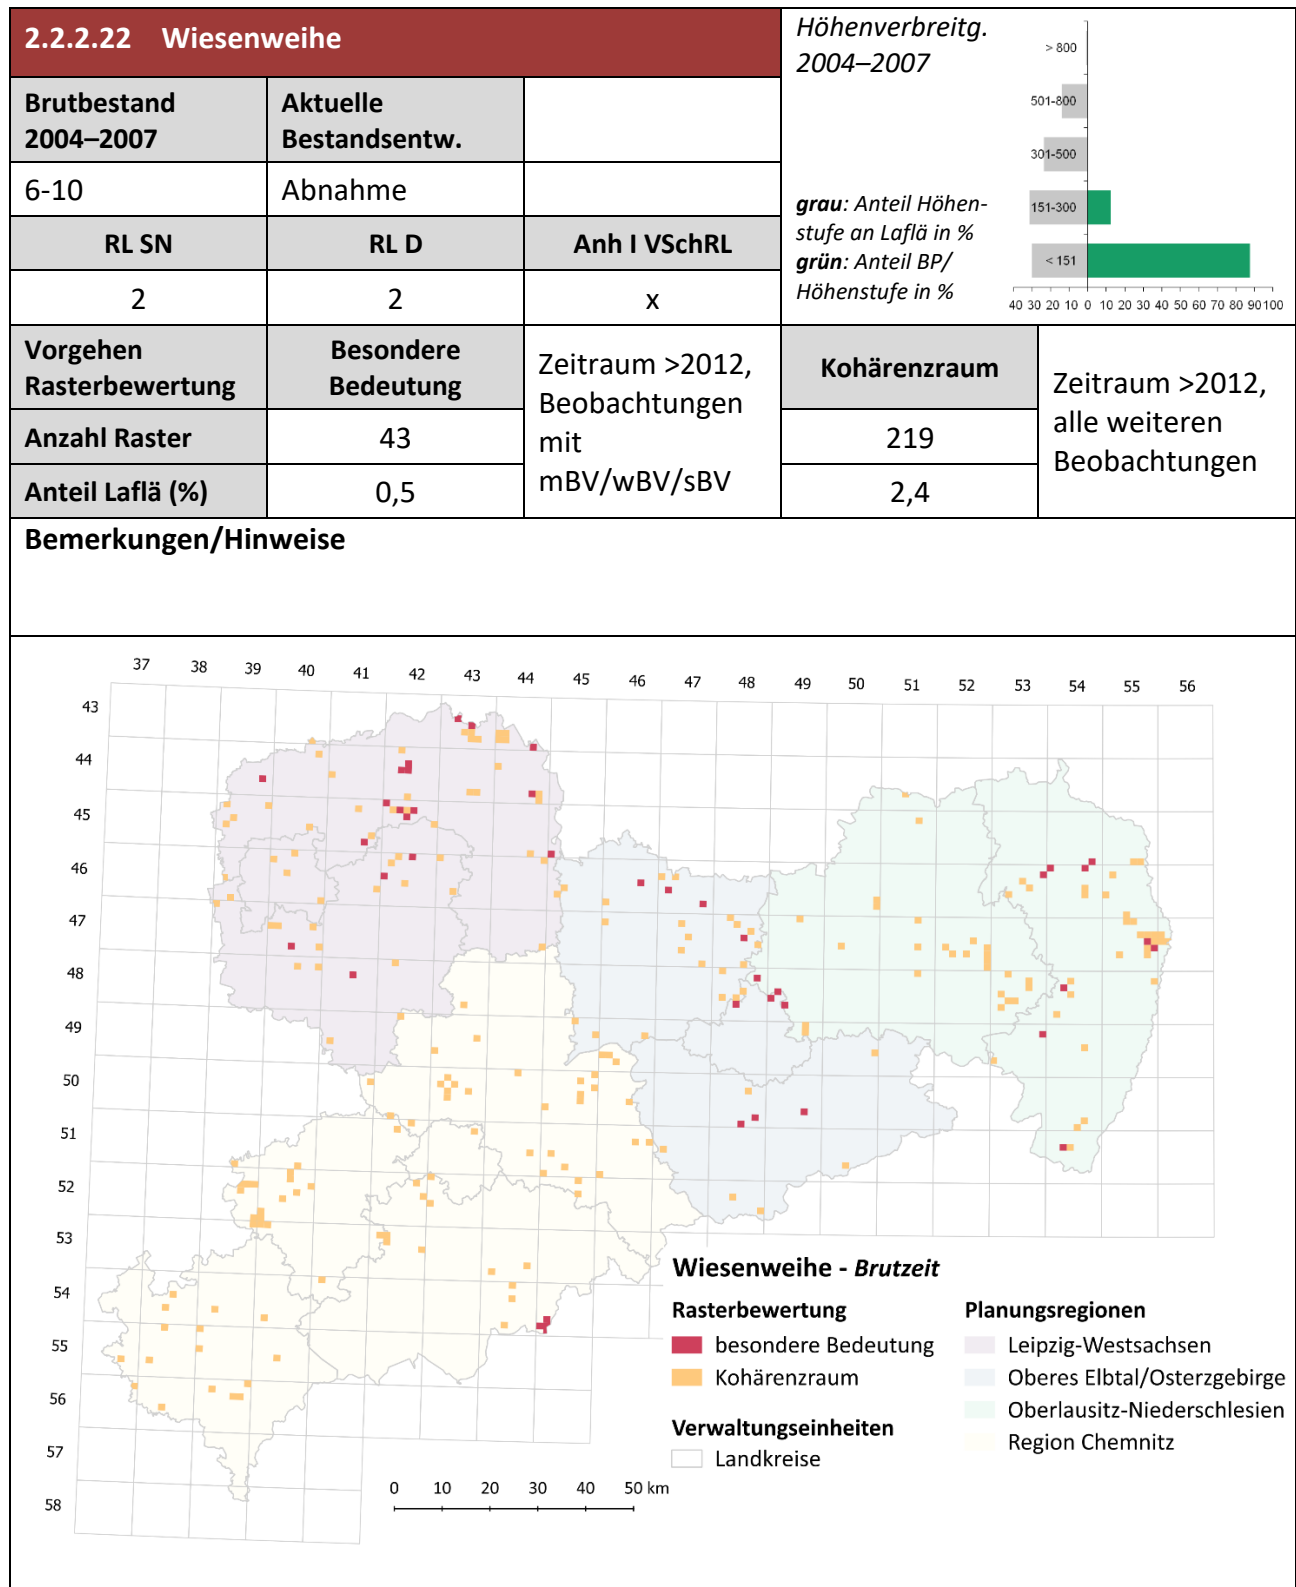 2.2.2.22 Wiesenweihe
Höhenverbreitg.
2004–2007
Brutbestand
2004–2007
Aktuelle
Bestandsentw.
6-10
Abnahme
RL SN
RL D
Anh I VSchRL
2
2
x
grau: Anteil Höhen-
stufe an Laflä in %
grün: Anteil BP/
Höhenstufe in %
> 800
501-800
301-500
151-300
< 151
40 30 20 10 0 10 20 30 40 50 60 70 80 90 100
Vorgehen
Rasterbewertung
Besondere
Bedeutung
Zeitraum >2012,
Beobachtungen
mit
mBV/wBV/sBV
Kohärenzraum
Zeitraum >2012,
alle weiteren
Beobachtungen
Anzahl Raster
43
219
Anteil Laflä (%)
0,5
2,4
Bemerkungen/Hinweise
37 38 39 40 41 42 43 44 45 46 47 48 49 50 51 52 53 54 55 56
43
44
45
46
47
48
49
50
51
52
53
54
55
56
57
58
Wiesenweihe - Brutzeit
Rasterbewertung
besondere Bedeutung
Kohärenzraum
Verwaltungseinheiten
Landkreise
Planungsregionen
Leipzig-Westsachsen
Oberes Elbtal/Osterzgebirge
Oberlausitz-Niederschlesien
Region Chemnitz
0 10 20 30 40 50 km